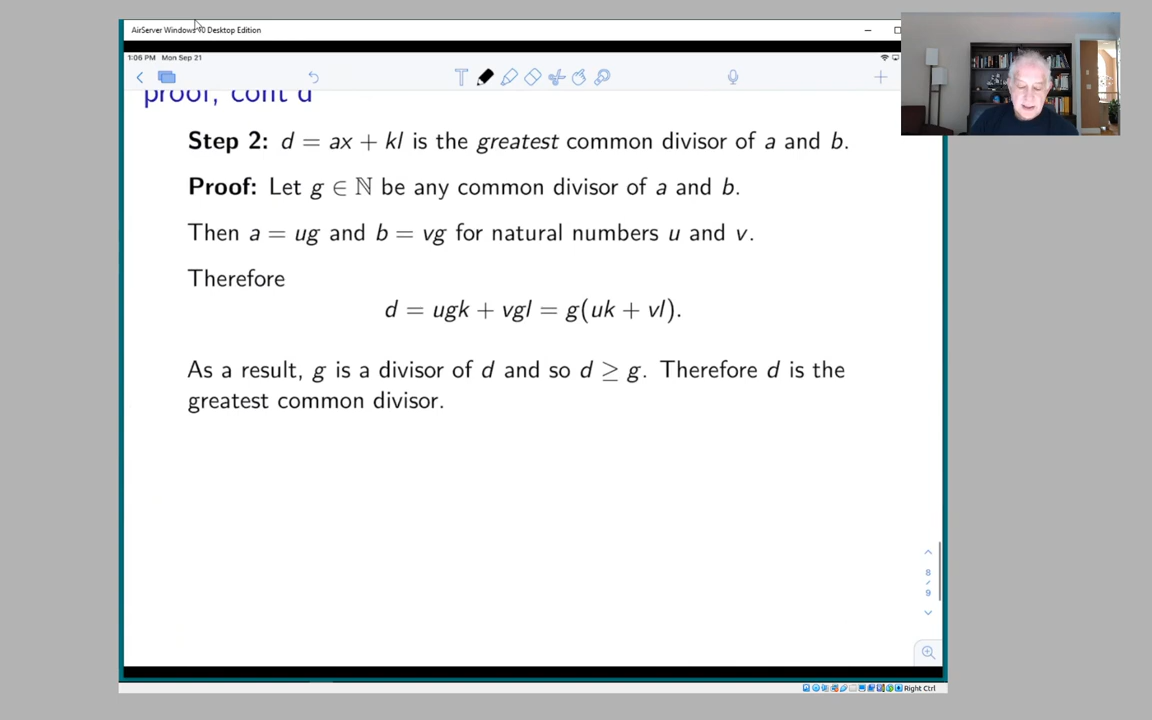 AirServer Windows 10 Desktop Edition
1:06 PM Mon Sep 21
proof, cont'd
Step 2: d = ax + kl is the greatest common divisor of a and b.
Proof: Let g ∈ ℕ be any common divisor of a and b.
Then a = ug and b = vg for natural numbers u and v.
Therefore
d = ugk + vgl = g(uk + vl).
As a result, g is a divisor of d and so d ≥ g. Therefore d is the
greatest common divisor.
8
/
9
Right Ctrl